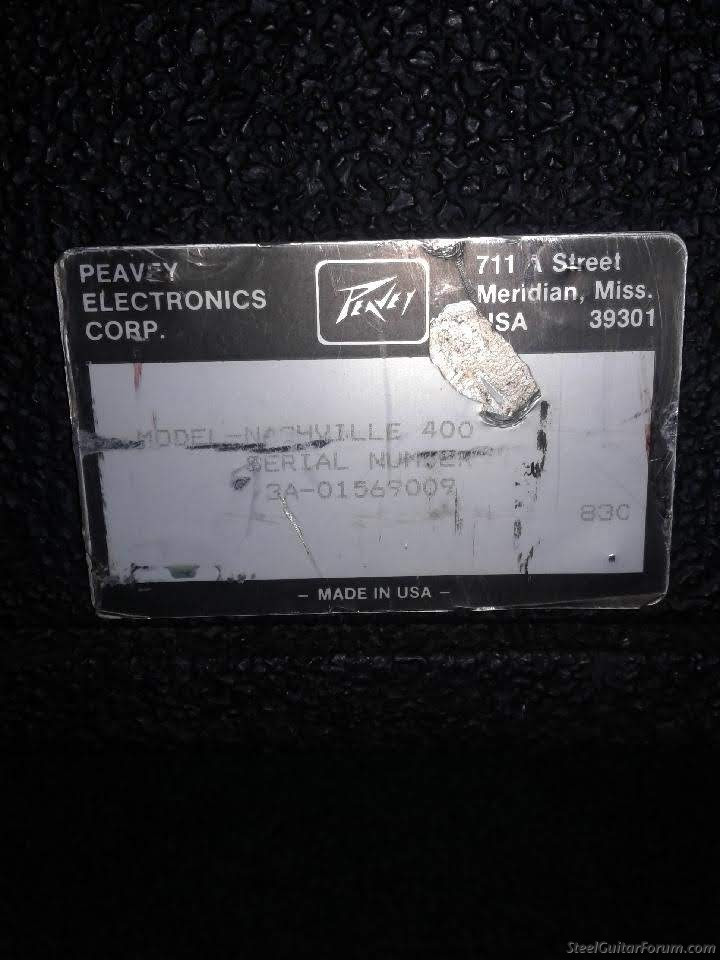 PEAVEY
ELECTRONICS
CORP.
PEAVEY
711 A Street
Meridian, Miss.
USA 39301
MODEL-NASHVILLE 400
SERIAL NUMBER
3A-01569009
83C
– MADE IN USA –
SteelGuitarForum.com